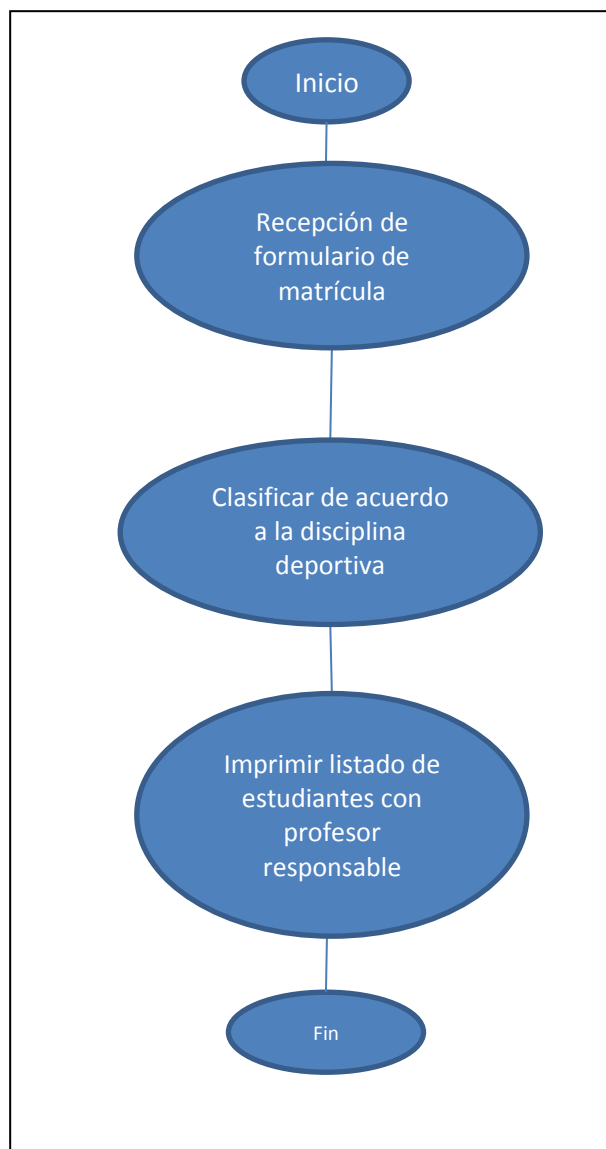 Inicio
Recepción de
formulario de
matrícula
Clasificar de acuerdo
a la disciplina
deportiva
Imprimir listado de
estudiantes con
profesor
responsable
Fin